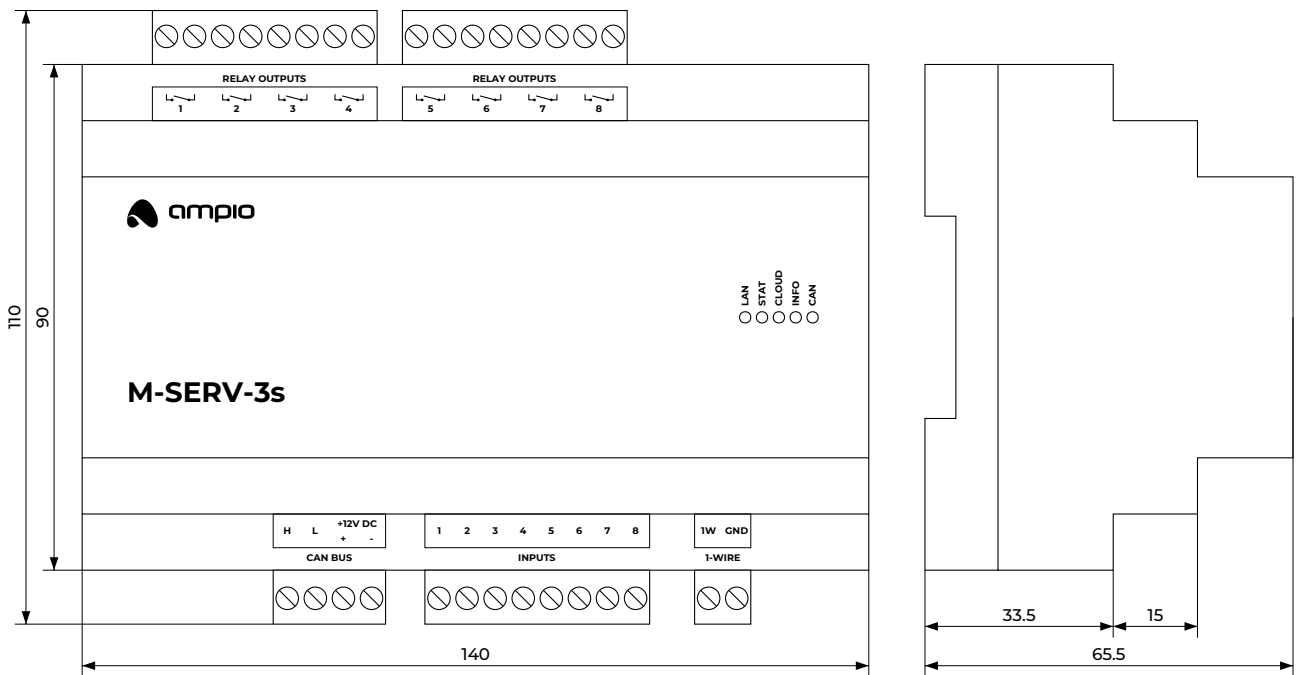 RELAY OUTPUTS RELAY OUTPUTS
1 2 3 4 5 6 7 8
ampio
LAN STAT CLOUD INFO CAN
110
90
M-SERV-3s
H L +12V DC 1 2 3 4 5 6 7 8 1W GND
+ -
CAN BUS INPUTS 1-WIRE
33.5 15
140 65.5